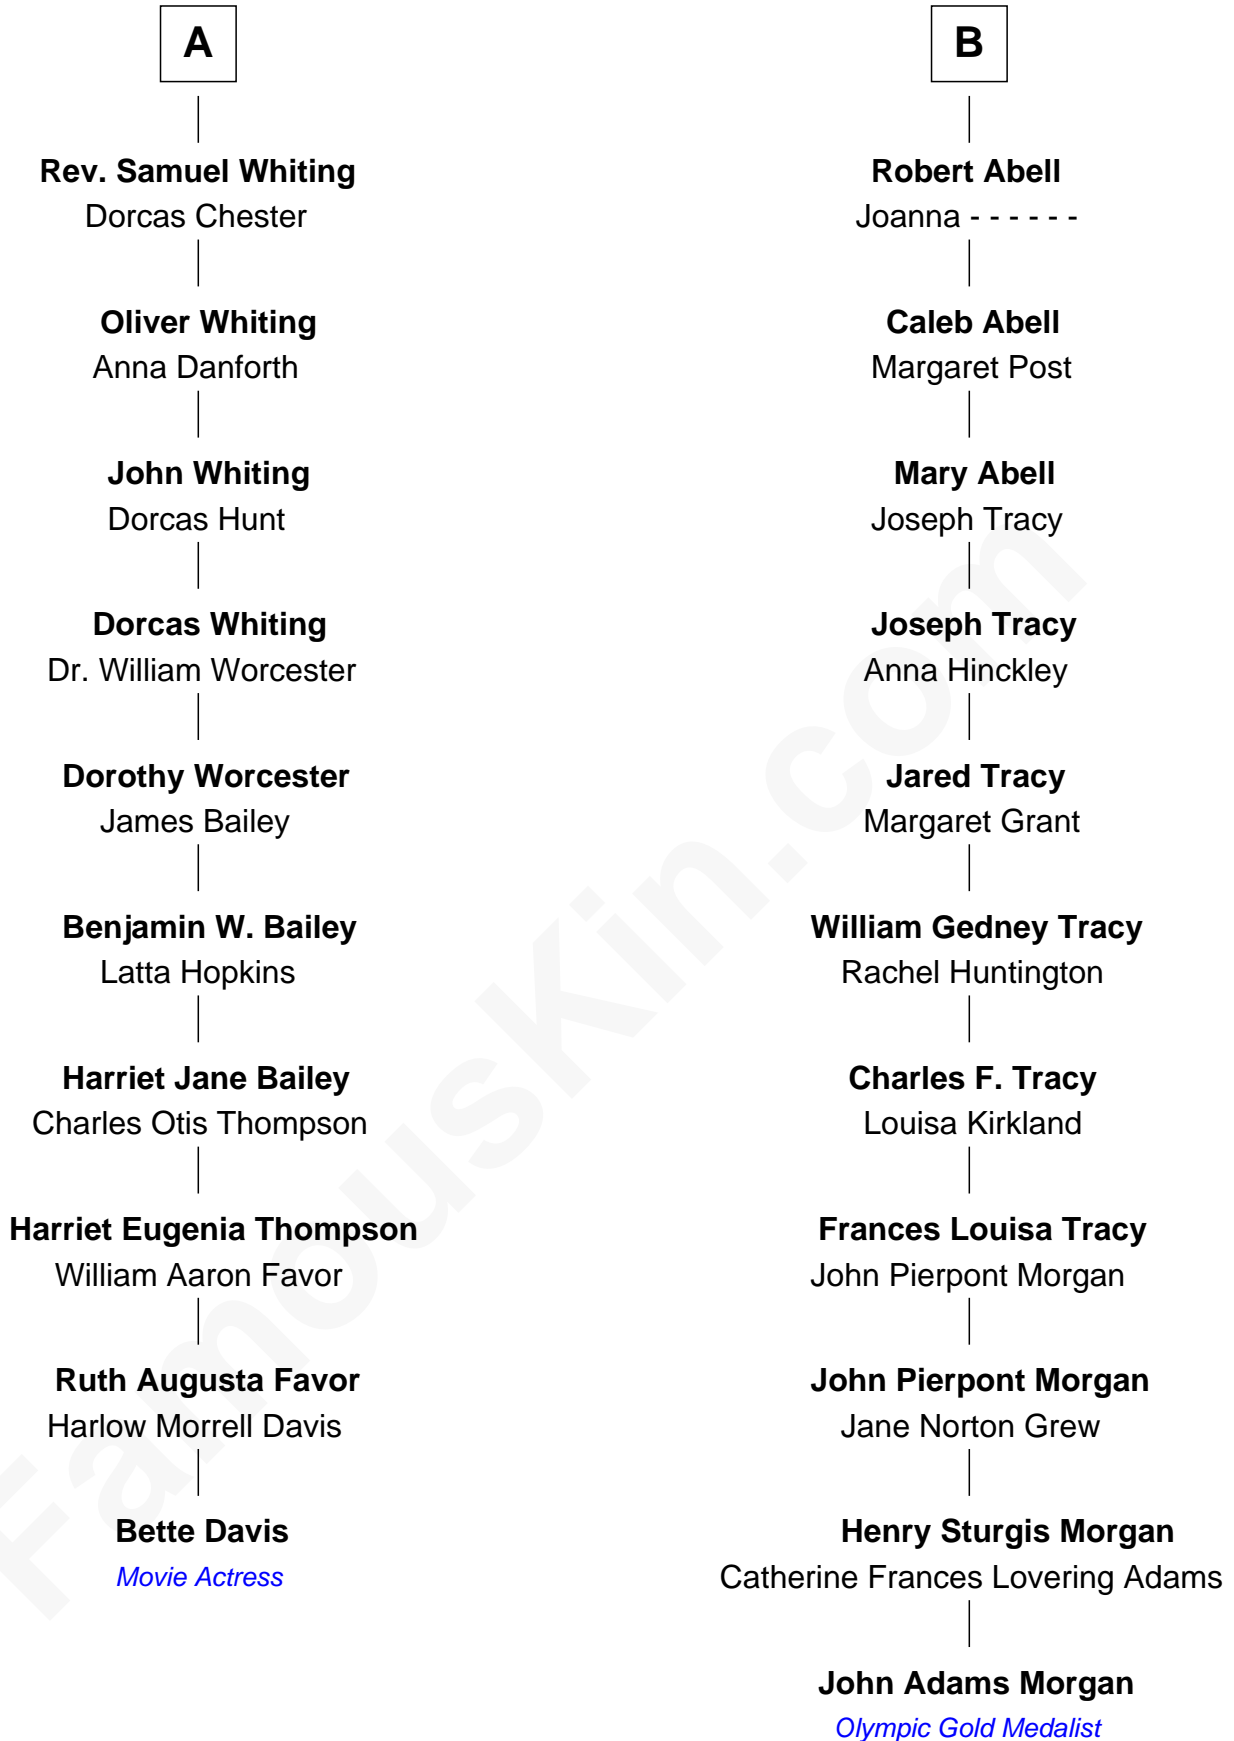 A
Rev. Samuel Whiting
Dorcas Chester
Oliver Whiting
Anna Danforth
John Whiting
Dorcas Hunt
Dorcas Whiting
Dr. William Worcester
Dorothy Worcester
James Bailey
Benjamin W. Bailey
Latta Hopkins
Harriet Jane Bailey
Charles Otis Thompson
Harriet Eugenia Thompson
William Aaron Favor
Ruth Augusta Favor
Harlow Morrell Davis
Bette Davis
Movie Actress
B
Robert Abell
Joanna - - - - - -
Caleb Abell
Margaret Post
Mary Abell
Joseph Tracy
Joseph Tracy
Anna Hinckley
Jared Tracy
Margaret Grant
William Gedney Tracy
Rachel Huntington
Charles F. Tracy
Louisa Kirkland
Frances Louisa Tracy
John Pierpont Morgan
John Pierpont Morgan
Jane Norton Grew
Henry Sturgis Morgan
Catherine Frances Lovering Adams
John Adams Morgan
Olympic Gold Medalist
FamousKin.com